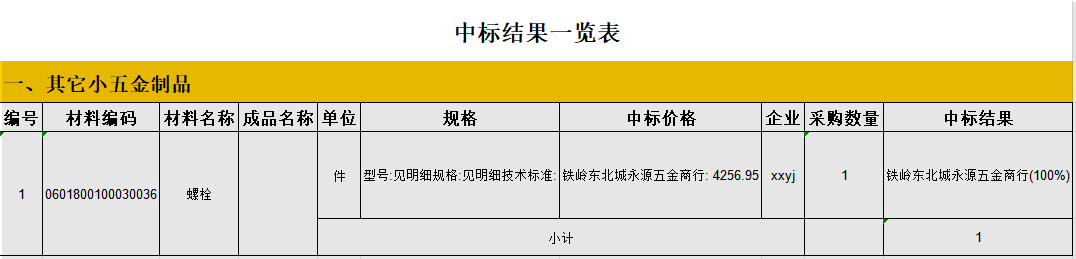 中标结果一览表
一、其它小五金制品
编号 材料编码 材料名称 成品名称 单位 规格 中标价格 企业 采购数量 中标结果
1 0601800100030036 螺栓 件 型号:见明细规格:见明细技术标准: 铁岭东北城永源五金商行: 4256.95 xxyj 1 铁岭东北城永源五金商行(100%)
小计 1